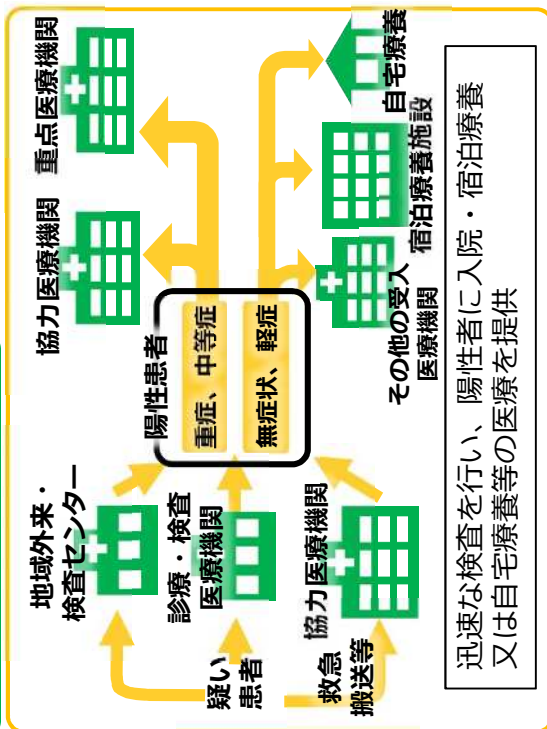 疑い
患者
救急
搬送等
地域外来・
検査センター
診療・検査
医療機関
協力医療機関
陽性患者
重症、中等症
無症状、軽症
協力医療機関
重点医療機関
その他の受入
医療機関
宿泊療養施設
自宅療養
迅速な検査を行い、陽性者に入院・宿泊療養
又は自宅療養等の医療を提供